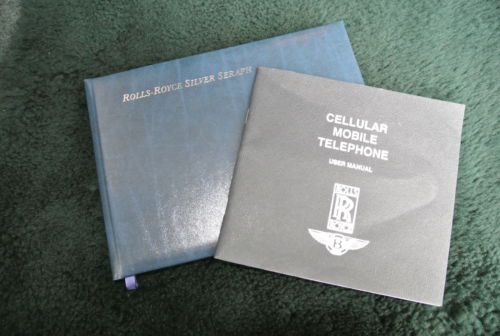 ROLLS-ROYCE SILVER SERAPH
CELLULAR
MOBILE
TELEPHONE
USER MANUAL
ROLLS
RR
ROYCE
B